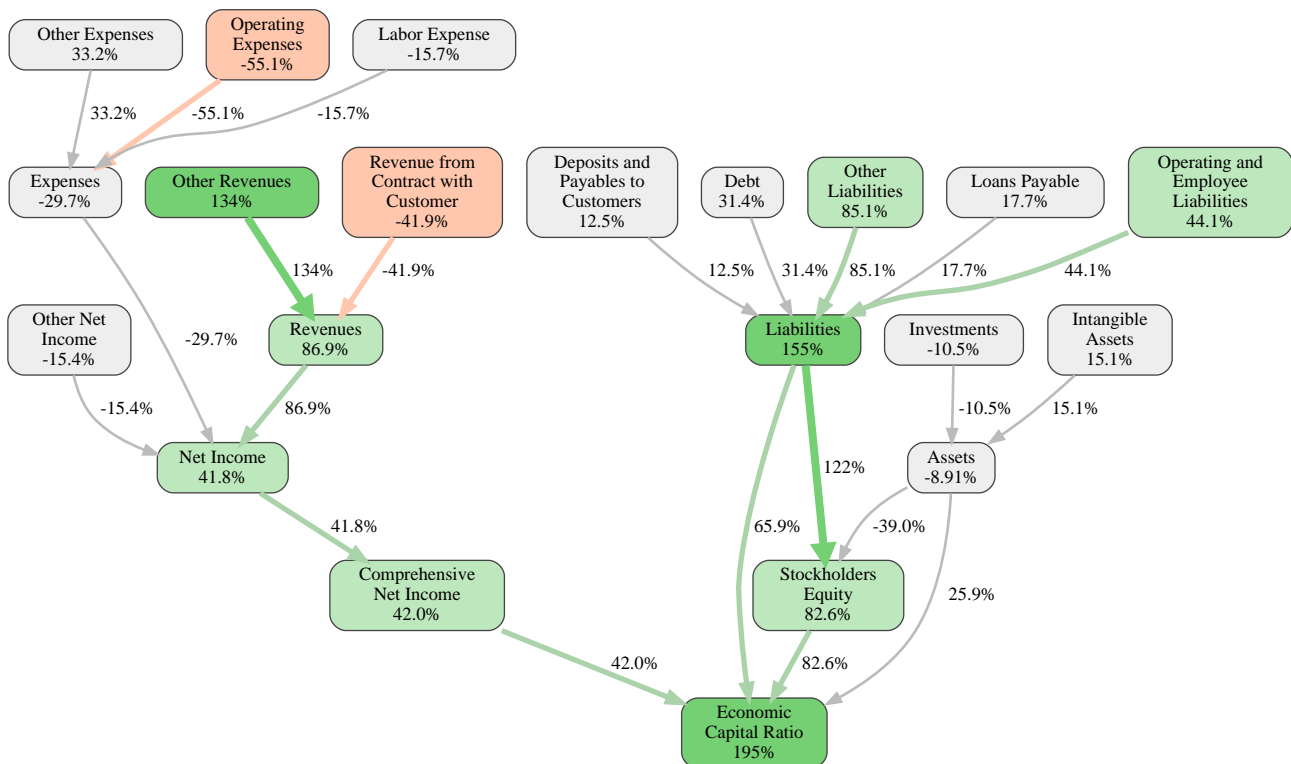 Other Expenses
33.2%
Operating
Expenses
-55.1%
Labor Expense
-15.7%
33.2%
-55.1%
-15.7%
Expenses
-29.7%
Other Revenues
134%
Revenue from
Contract with
Customer
-41.9%
Deposits and
Payables to
Customers
12.5%
Debt
31.4%
Other
Liabilities
85.1%
Loans Payable
17.7%
Operating and
Employee
Liabilities
44.1%
134%
-41.9%
12.5%
31.4%
85.1%
17.7%
44.1%
Other Net
Income
-15.4%
-29.7%
Revenues
86.9%
Liabilities
155%
Investments
-10.5%
Intangible
Assets
15.1%
-15.4%
86.9%
-10.5%
15.1%
Net Income
41.8%
122%
Assets
-8.91%
41.8%
65.9%
-39.0%
Comprehensive
Net Income
42.0%
Stockholders
Equity
82.6%
25.9%
42.0%
82.6%
Economic
Capital Ratio
195%